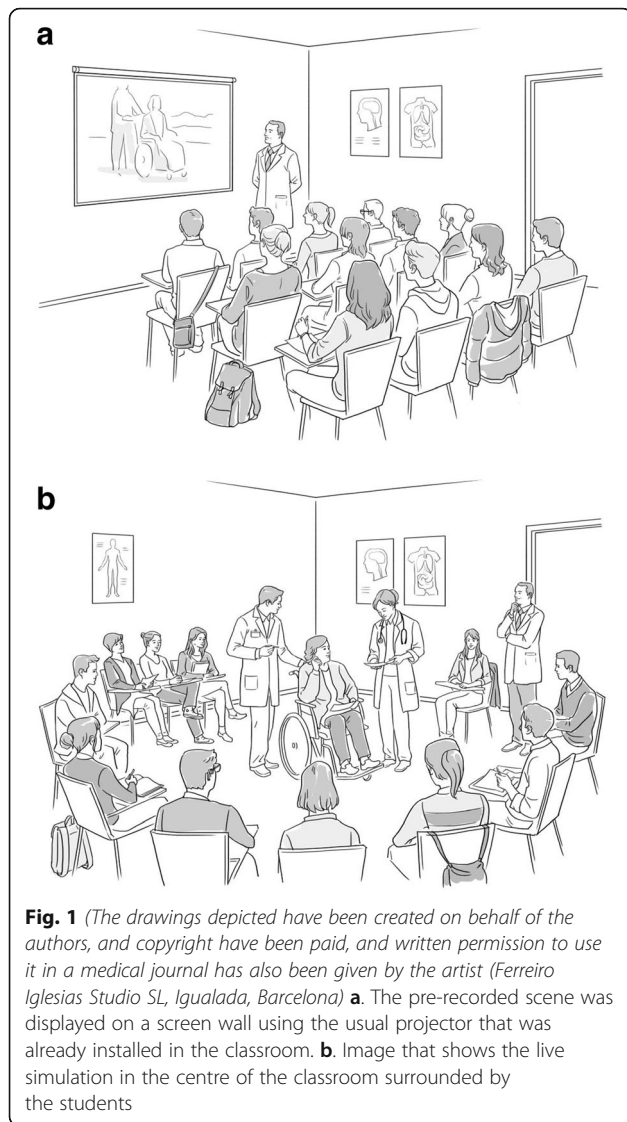 a
b
Fig. 1 (The drawings depicted have been created on behalf of the
authors, and copyright have been paid, and written permission to use
it in a medical journal has also been given by the artist (Ferreiro
Iglesias Studio SL, Igualada, Barcelona) a. The pre-recorded scene was
displayed on a screen wall using the usual projector that was
already installed in the classroom. b. Image that shows the live
simulation in the centre of the classroom surrounded by
the students